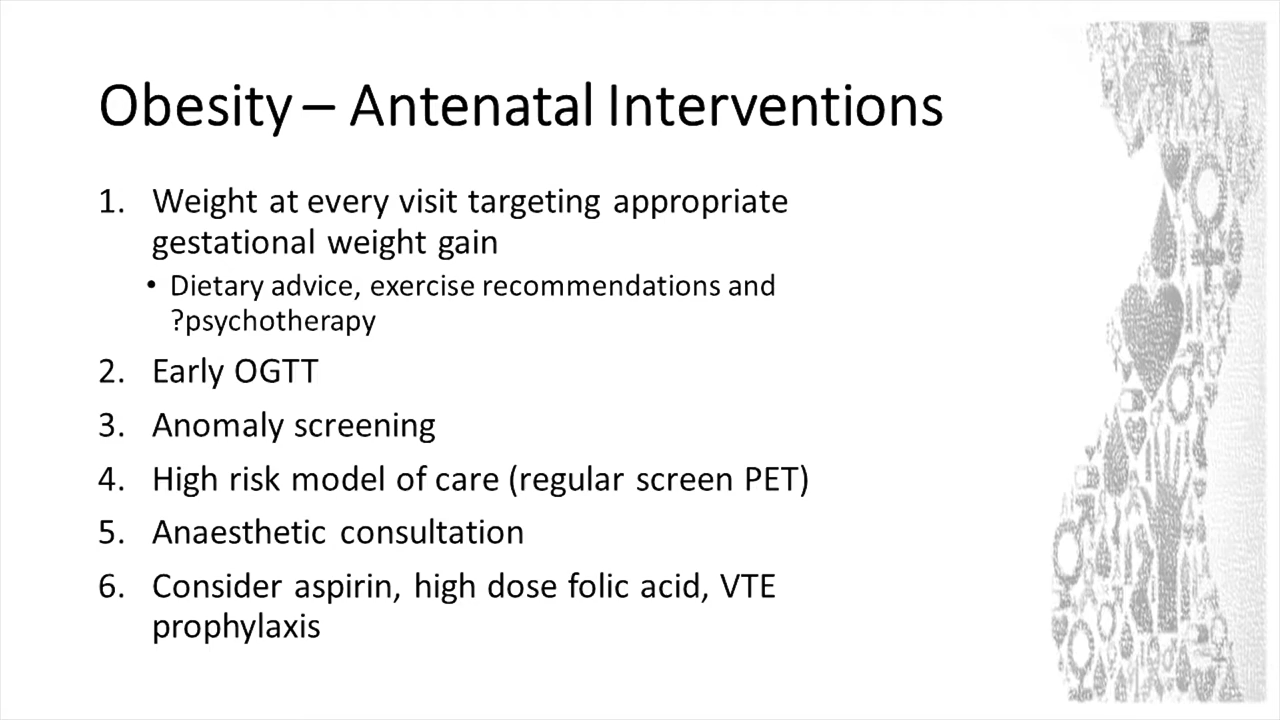 Obesity – Antenatal Interventions
1. Weight at every visit targeting appropriate
gestational weight gain
• Dietary advice, exercise recommendations and
?psychotherapy
2. Early OGTT
3. Anomaly screening
4. High risk model of care (regular screen PET)
5. Anaesthetic consultation
6. Consider aspirin, high dose folic acid, VTE
prophylaxis